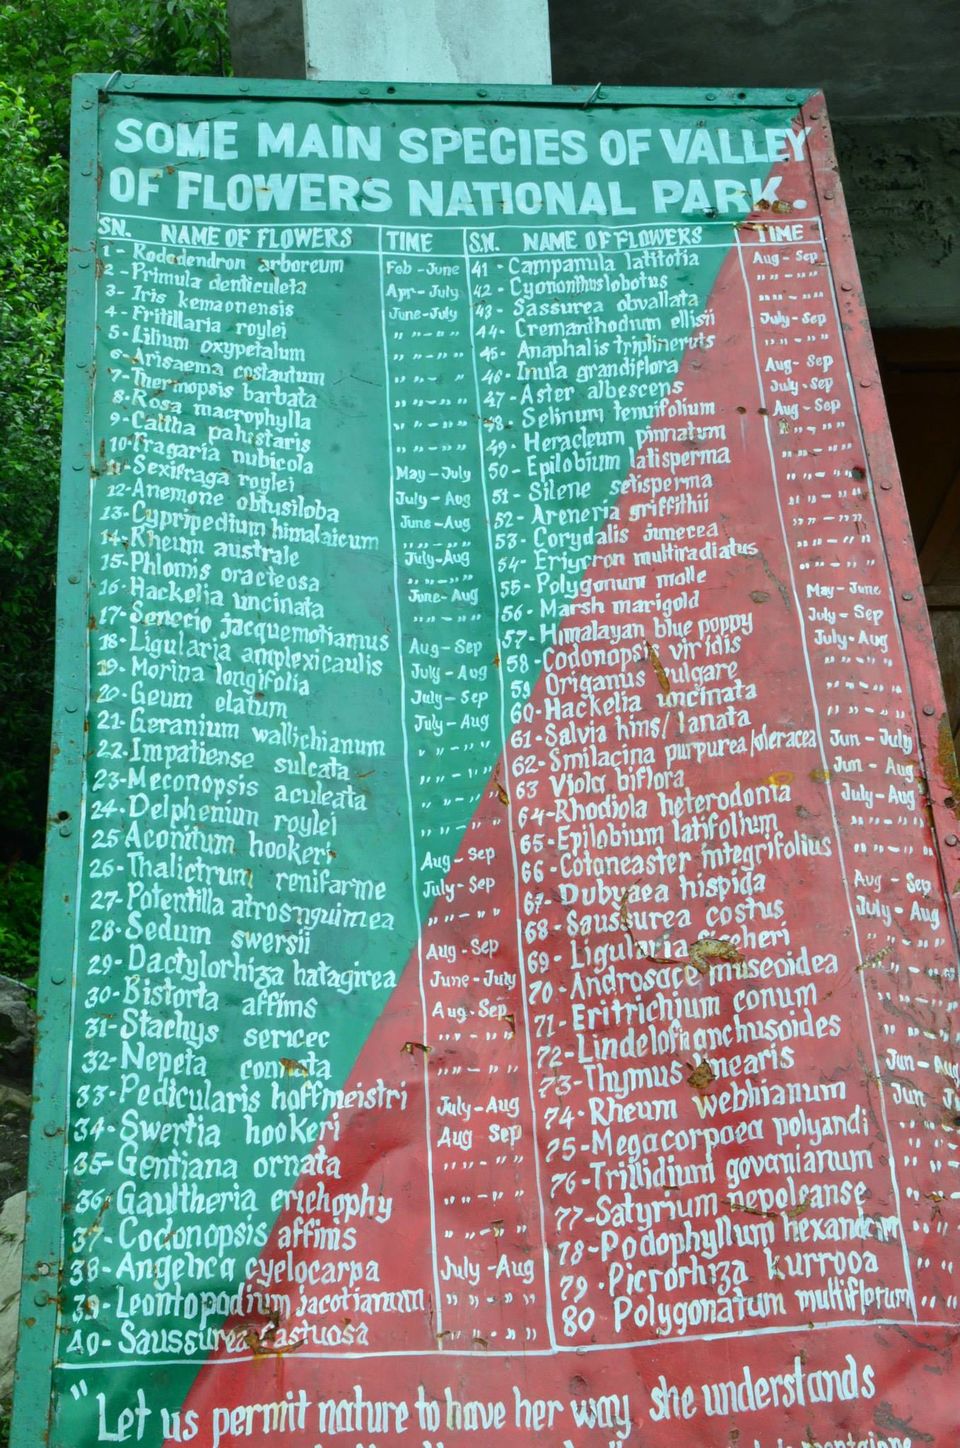 SOME MAIN SPECIES OF VALLEY
OF FLOWERS NATIONAL PARK.
SN. NAME OF FLOWERS TIME
1- Rododendron arboreum Feb-June
2- Primula denticuleta Apr-July
3- Iris kemaonensis June-July
4- Fritillaria roylei ,, ,, - ,, ,,
5- Lilium oxypetalum ,, ,, - ,,
6- Arisaema costautum ,, ,, - ,, ,,
7- Thermopsis barbata ,, ,, - ,, ,,
8- Rosa macrophylla
9- Caltha palustaris May-July
10- Fragaria nubicola July-Aug
11- Sexifraga roylei June-Aug
12- Anemone obtusiloba ,, ,, - ,, ,,
13- Cypripedium himalaicum July-Aug
14- Rheum australe ,, ,, - ,, ,,
15- Phlomis oracteosa June-Aug
16- Hackelia uncinata ,, ,, - ,, ,,
17- Senecio jacquemotiamus Aug-Sep
18- Ligularia amplexicaulis July-Aug
19- Morina longifolia July-Sep
20- Geum elatum July-Aug
21- Geranium wallichianum ,, ,, - ,, ,,
22- Impatiense sulcata ,, ,, - ,, ,,
23- Meconopsis aculeata ,, ,, - ,, ,,
24- Delphenium roylei ,, ,, - ,, ,,
25 Aconitum hookeri Aug-Sep
26- Thalictrum renifarme July-Sep
27- Potentilla atrosnguimea ,, ,, - ,, ,,
28- Sedum swersii Aug-Sep
29- Dactylorhiza hatagirea June-July
30- Bistorta affims Aug-Sep
31- Stachys sericec ,, ,, - ,, ,,
32- Nepeta ,, ,, - ,, ,,
33- Pedicularis hoffmeistri July-Aug
34- Swertia hookeri Aug Sep
35- Gentiana ornata ,, ,, - ,, ,,
36- Gaultheria erichophy ,, ,, - ,, ,,
37- Codonopsis affims ,, ,, - ,, ,,
38- Angelica cyelocarpa July-Aug
39- Leontopodium jacotianum ,, ,, - ,, ,,
40- Saussurea ,, ,, - ,, ,,
S.N. NAME OF FLOWERS TIME
41- Campanula latitotia Aug-Sep
42- Cyononthus lobotus ,, ,, - ,, ,,
43- Sassurea obvallata ,, ,, - ,, ,,
44- Cremanthodium ellisii July-Sep
45- Anaphalis triplineruts ,, ,, - ,, ,,
46- Inula grandiflora Aug-Sep
47- Aster albescens July-Sep
48- Selinum tenuifolium Aug-Sep
49- Heracleum pinnatum ,, ,, - ,, ,,
50- Epilobium latisperma ,, ,, - ,, ,,
51- Silene setisperma ,, ,, - ,, ,,
52- Areneria griffithii ,, ,, - ,, ,,
53- Corydalis junecea ,, ,, - ,, ,,
54- Eriycron multiradiatus ,, ,, - ,, ,,
55- Polygonum molle
56- Marsh marigold May-June
57- Himalayan blue poppy July-Sep
58- Codonopsis viridis July-Aug
59 Origanus vulgare ,, ,, - ,, ,,
60- Hackelia uncinata ,, ,, - ,, ,,
61- Salvia hins/lanata ,, ,, - ,, ,,
62- Smilacina purpurea/oleracea Jun-July
63 Viola biflora Jun-Aug
64- Rhodiola heterodonia July-Aug
65- Epilobium latifolium ,, ,, - ,, ,,
66- Cotoneaster integrifolius ,, ,, - ,, ,,
67- Dubyaea hispida Aug-Sep
68- Saussurea costus July-Aug
69- Ligularia ,, ,, - ,, ,,
70- Androsace museoidea ,, ,, - ,, ,,
71- Eritrichium conum ,, ,, - ,, ,,
72- Lindelofia anchusoides ,, ,, - ,, ,,
73- Thymus Jun-Aug
74- Rheum webhianum Jun
75- Megacorpoea polyandi ,, ,, - ,,
76- Trillidium govanianum ,, ,, - ,,
77- Satyrium nepoleanse ,, ,, -
78- Podophyllum hexandrum ,, ,,
79- Picrorhiza kurrooa ,, ,,
80 Polygonatum multiflorum ,, ,,
"Let us permit nature to have her way she understands